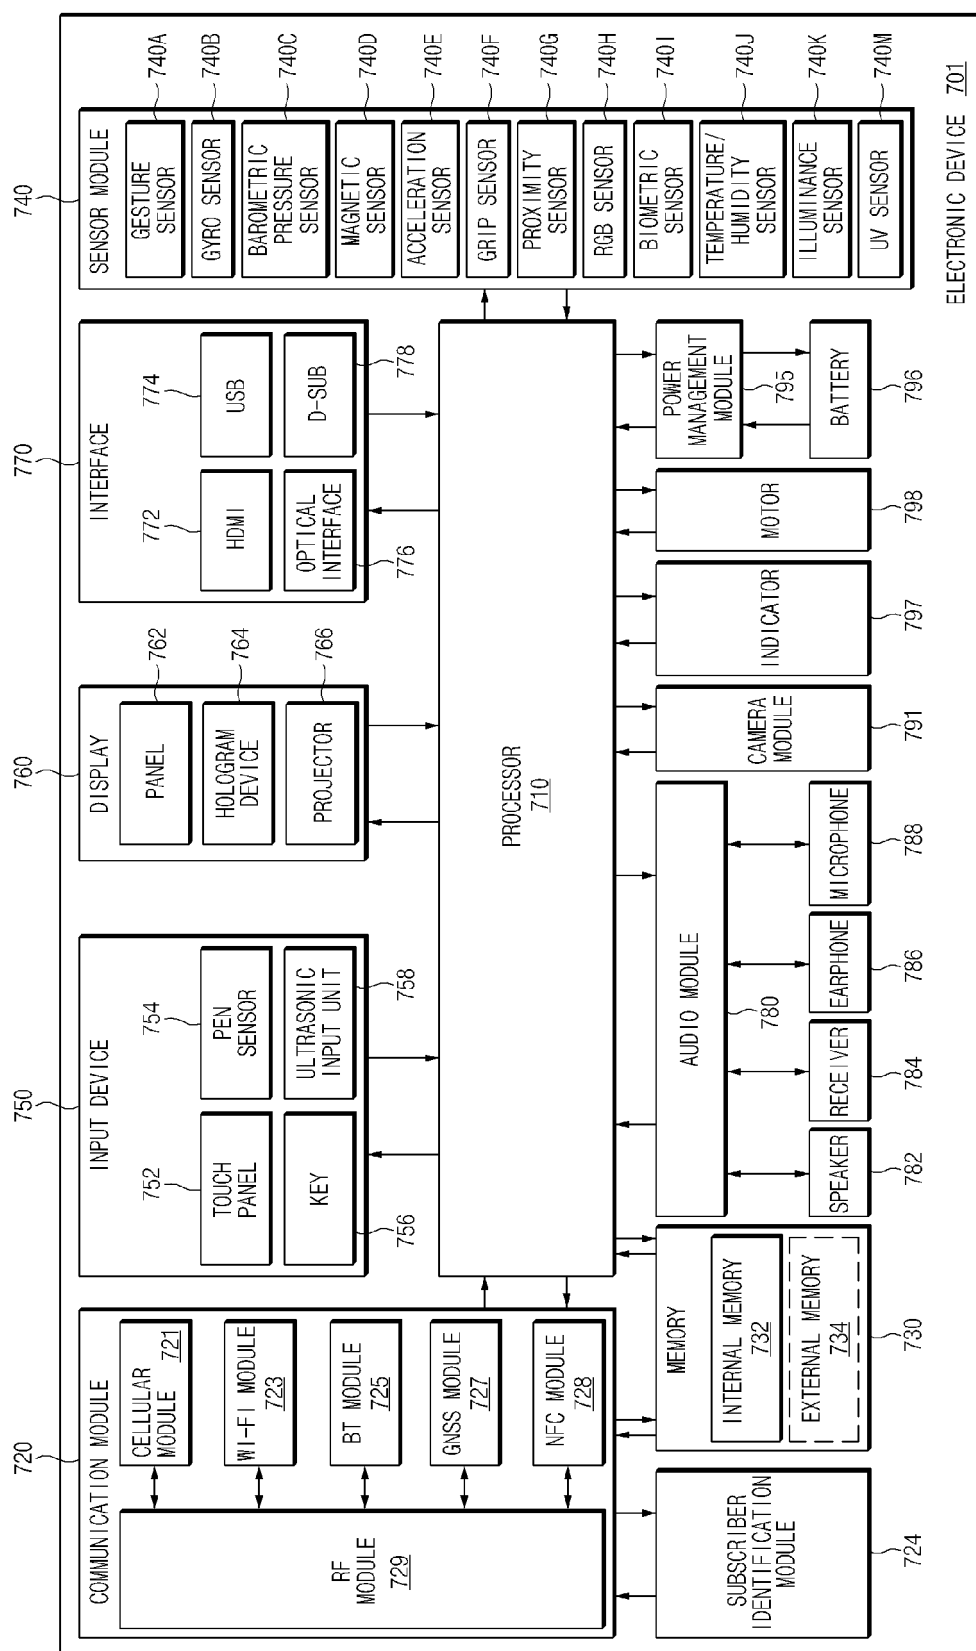 720
COMMUNICATION MODULE
CELLULAR
MODULE
721
WI-FI MODULE
723
BT MODULE
725
GNSS MODULE
727
NFC MODULE
728
RF
MODULE
729
SUBSCRIBER
IDENTIFICATION
MODULE
724
750
INPUT DEVICE
752
754
TOUCH
PANEL
PEN
SENSOR
KEY
ULTRASONIC
INPUT UNIT
756
758
760
DISPLAY
PANEL
762
HOLOGRAM
DEVICE
764
PROJECTOR
766
770
INTERFACE
772
774
HDMI
USB
OPTICAL
INTERFACE
D-SUB
776
778
740
SENSOR MODULE
GESTURE
SENSOR
740A
GYRO SENSOR
740B
BAROMETRIC
PRESSURE
SENSOR
740C
MAGNETIC
SENSOR
740D
ACCELERATION
SENSOR
740E
GRIP SENSOR
740F
PROXIMITY
SENSOR
740G
RGB SENSOR
740H
BIOMETRIC
SENSOR
740I
TEMPERATURE/
HUMIDITY
SENSOR
740J
ILLUMINANCE
SENSOR
740K
UV SENSOR
740M
PROCESSOR
710
MEMORY
INTERNAL MEMORY
732
EXTERNAL MEMORY
734
730
AUDIO MODULE
780
SPEAKER
782
RECEIVER
784
EARPHONE
786
MICROPHONE
788
CAMERA
MODULE
791
INDICATOR
797
MOTOR
798
POWER
MANAGEMENT
MODULE
795
BATTERY
796
ELECTRONIC DEVICE 701